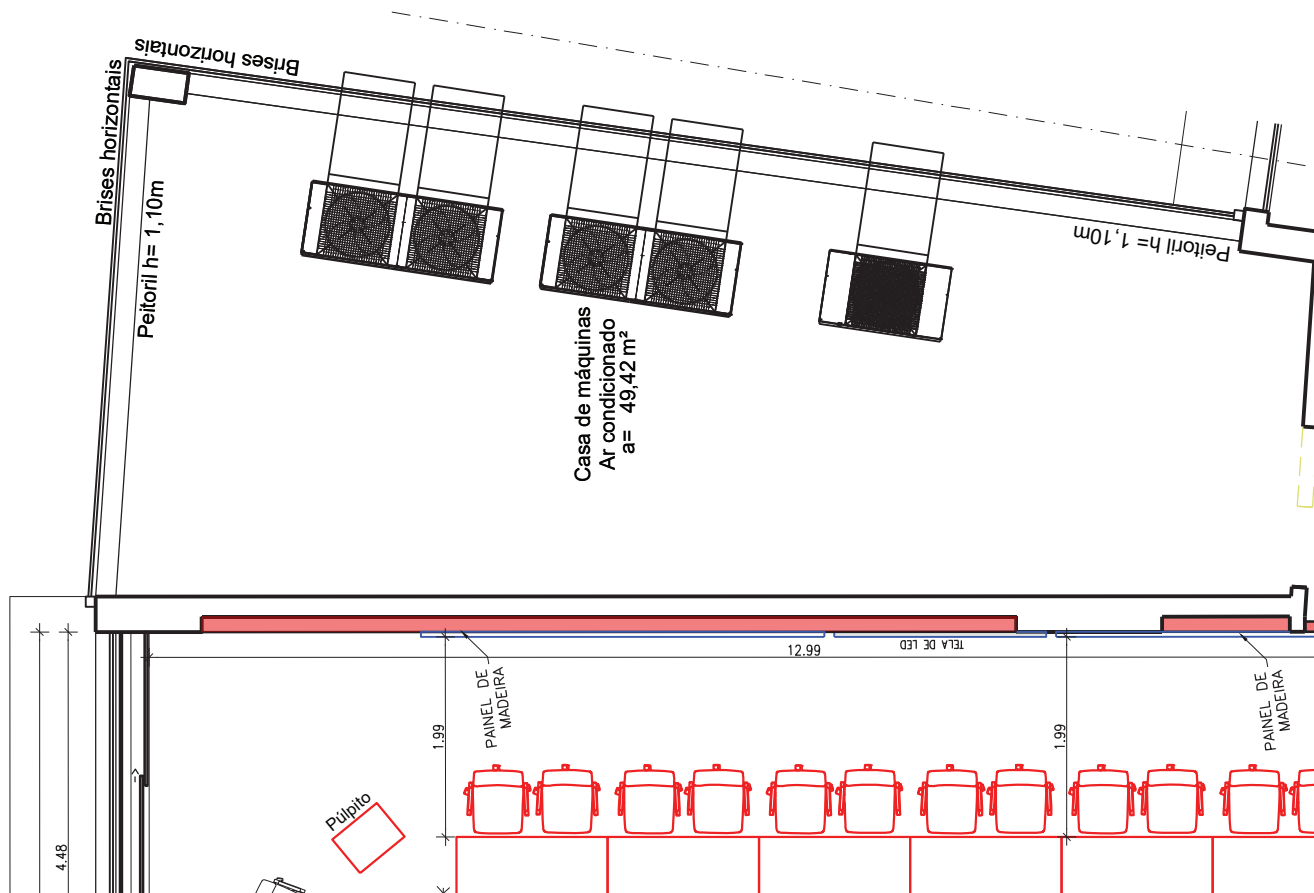 Brises horizontais
Brises horizontais
Peitoril h= 1,10m
Peitoril h= 1,10m
Casa de máquinas
Ar condicionado
a= 49,42 m²
12.99
TELA DE LED
PAINEL DE
MADEIRA
PAINEL DE
MADEIRA
1.99
1.99
Púlpito
4.48